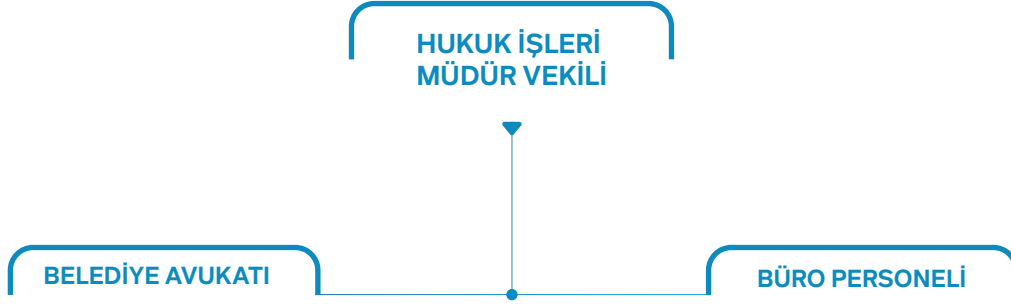 HUKUK İŞLERİ
MÜDÜR VEKİLİ
BELEDİYE AVUKATI
BÜRO PERSONELİ